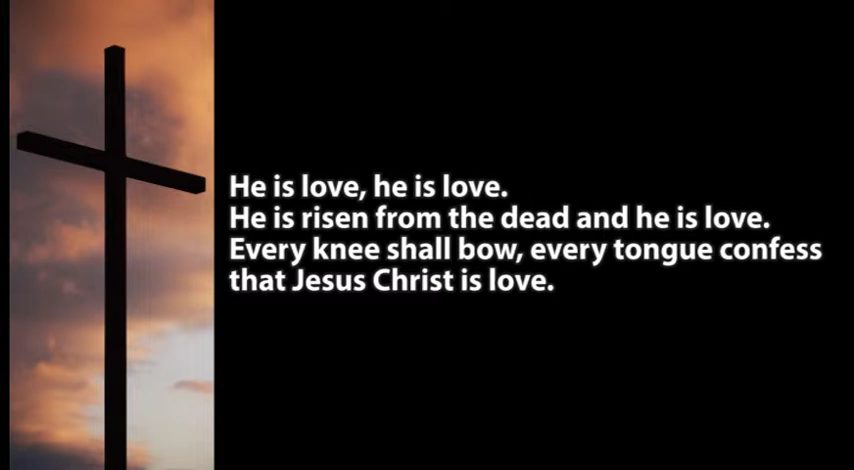 He is love, he is love.
He is risen from the dead and he is love.
Every knee shall bow, every tongue confess
that Jesus Christ is love.